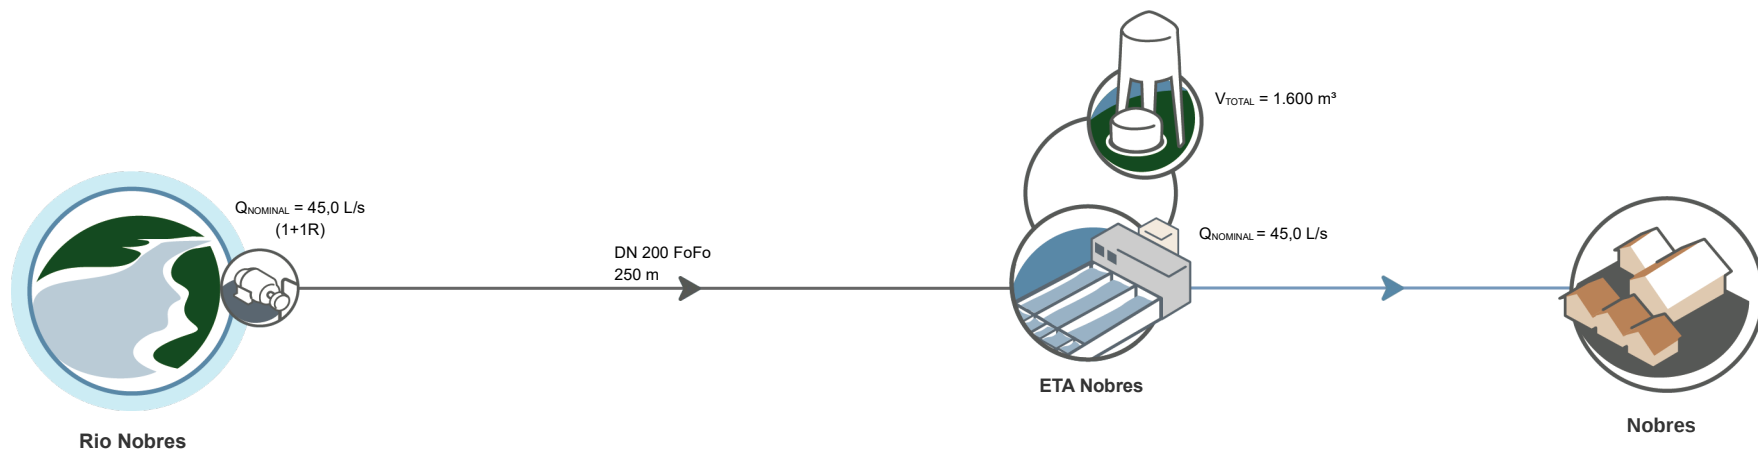 V_TOTAL = 1.600 m³
Q_NOMINAL = 45,0 L/s
(1+1R)
Q_NOMINAL = 45,0 L/s
DN 200 FoFo
250 m
ETA Nobres
Nobres
Rio Nobres